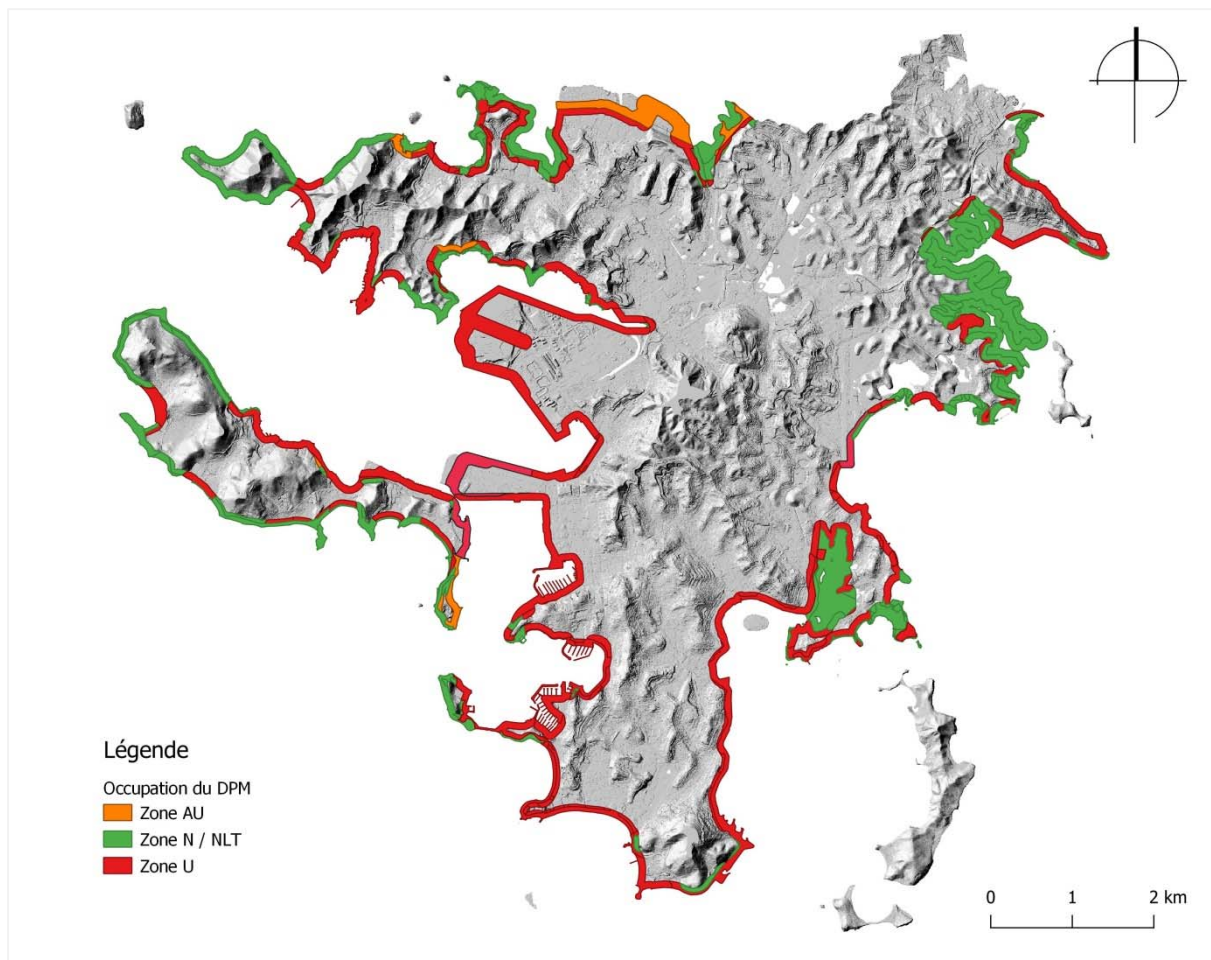 Légende
Occupation du DPM
Zone AU
Zone N / NLT
Zone U
0 1 2 km